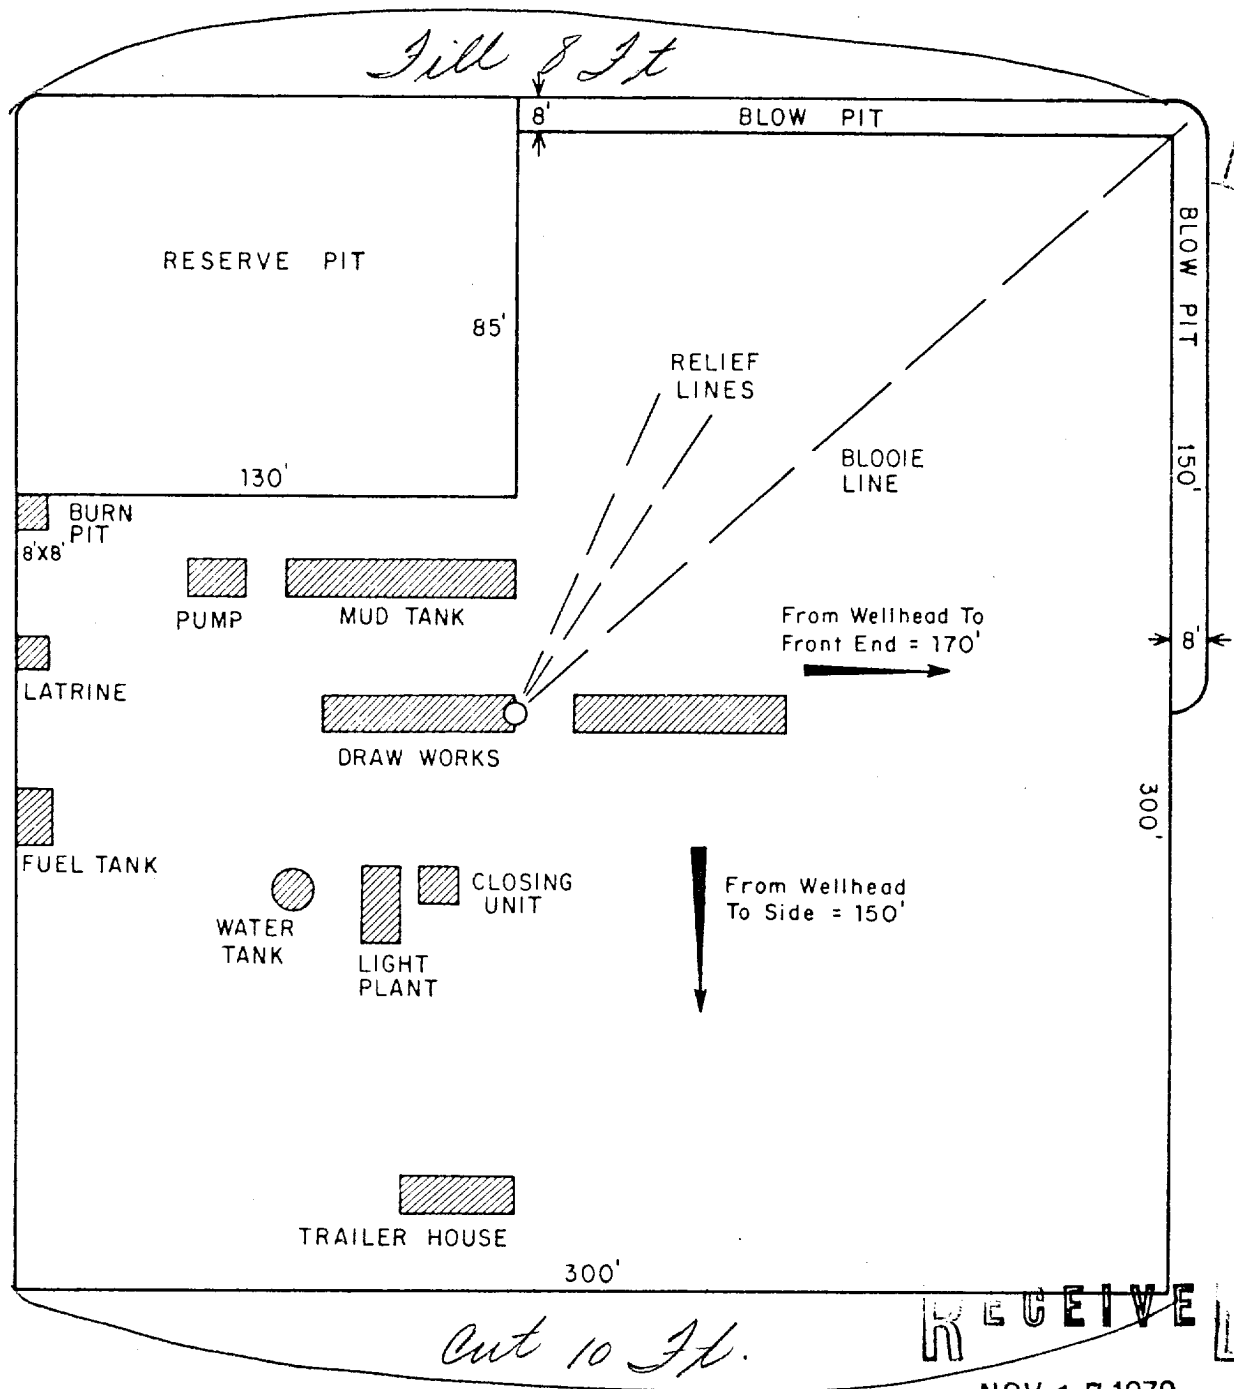 Fill 8 Ft
8'
BLOW PIT
BLOW PIT
RESERVE PIT
85'
RELIEF
LINES
130'
BLOOIE
LINE
150'
BURN
PIT
8'X8'
PUMP
MUD TANK
From Wellhead To
Front End = 170'
8'
LATRINE
DRAW WORKS
300'
FUEL TANK
CLOSING
UNIT
From Wellhead
To Side = 150'
WATER
TANK
LIGHT
PLANT
TRAILER HOUSE
300'
Cut 10 Ft.
RECEIVE